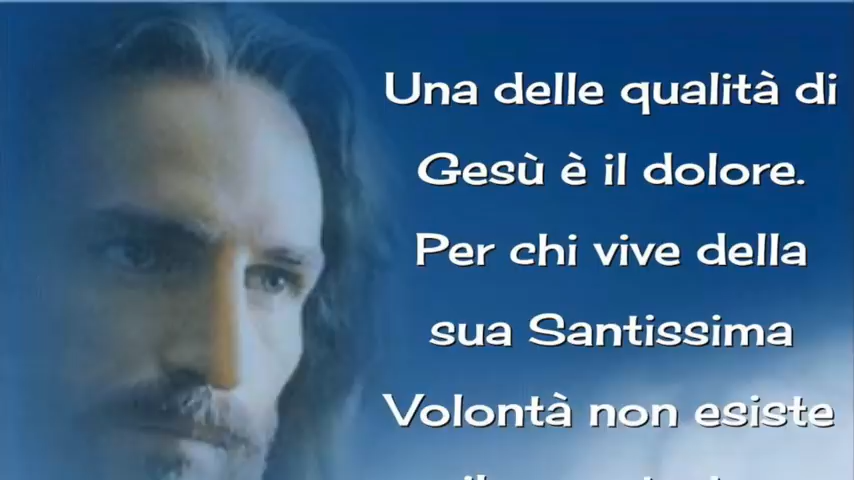 Una delle qualità di
Gesù è il dolore.
Per chi vive della
sua Santissima
Volontà non esiste